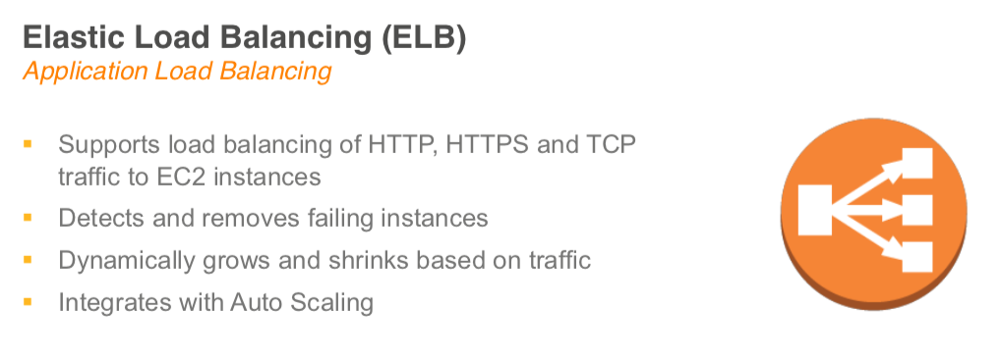 Elastic Load Balancing (ELB)
Application Load Balancing
▪ Supports load balancing of HTTP, HTTPS and TCP
traffic to EC2 instances
▪ Detects and removes failing instances
▪ Dynamically grows and shrinks based on traffic
▪ Integrates with Auto Scaling